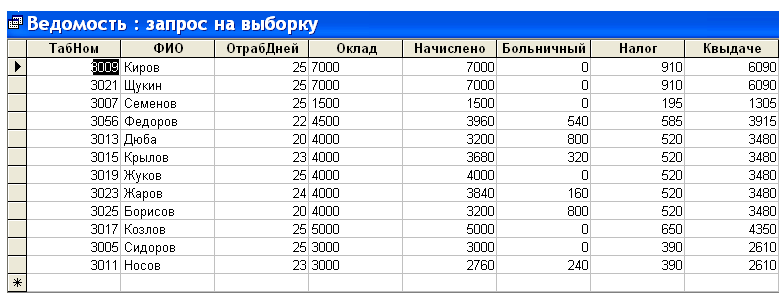 Ведомость : запрос на выборку
ТабНом ФИО ОтрабДней Оклад Начислено Больничный Налог Квыдаче
3009 Киров 25 7000 7000 0 910 6090
3021 Щукин 25 7000 7000 0 910 6090
3007 Семенов 25 1500 1500 0 195 1305
3056 Федоров 22 4500 3960 540 585 3915
3013 Дюба 20 4000 3200 800 520 3480
3015 Крылов 23 4000 3680 320 520 3480
3019 Жуков 25 4000 4000 0 520 3480
3023 Жаров 24 4000 3840 160 520 3480
3025 Борисов 20 4000 3200 800 520 3480
3017 Козлов 25 5000 5000 0 650 4350
3005 Сидоров 25 3000 3000 0 390 2610
3011 Носов 23 3000 2760 240 390 2610